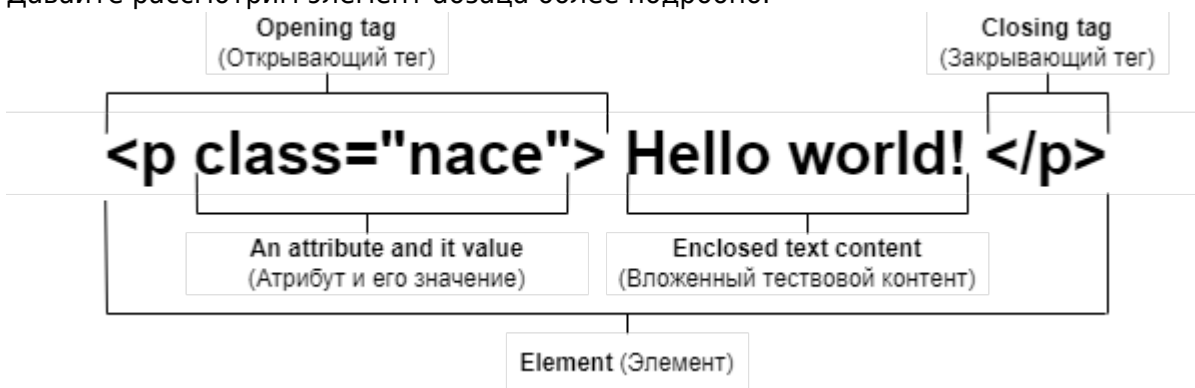 давайте рассмотрим элемент абзаца более подробно.
Opening tag
(Открывающий тег)
Closing tag
(Закрывающий тег)
<p class="nace"> Hello world! </p>
An attribute and it value
(Атрибут и его значение)
Enclosed text content
(Вложенный тествовой контент)
Element (Элемент)